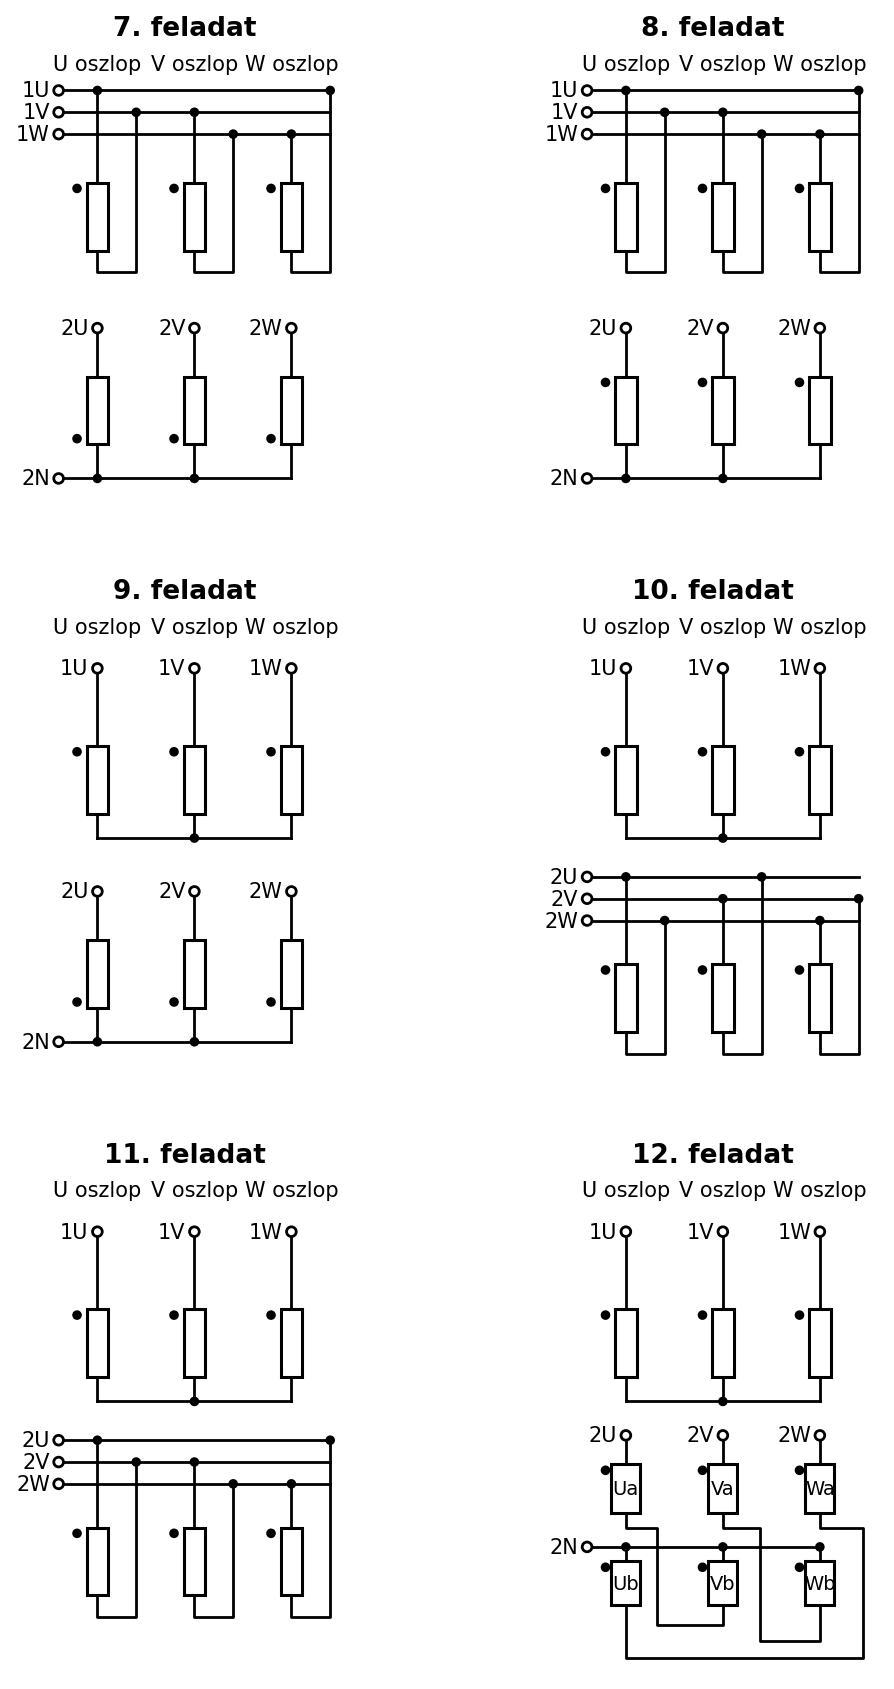 7. feladat
U oszlop V oszlop W oszlop
1U
1V
1W
2U 2V 2W
2N
8. feladat
U oszlop V oszlop W oszlop
1U
1V
1W
2U 2V 2W
2N
9. feladat
U oszlop V oszlop W oszlop
1U 1V 1W
2U 2V 2W
2N
10. feladat
U oszlop V oszlop W oszlop
1U 1V 1W
2U
2V
2W
11. feladat
U oszlop V oszlop W oszlop
1U 1V 1W
2U
2V
2W
12. feladat
U oszlop V oszlop W oszlop
1U 1V 1W
2U 2V 2W
Ua Va Wa
2N
Ub Vb Wb